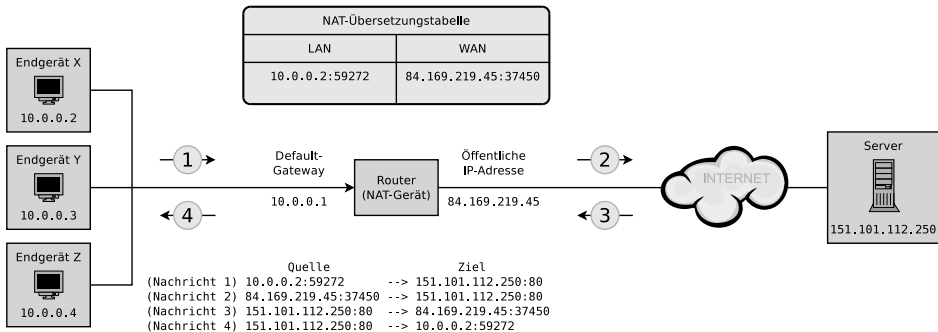 NAT-Übersetzungstabelle
LAN WAN
10.0.0.2:59272 84.169.219.45:37450
Endgerät X
10.0.0.2
Endgerät Y
10.0.0.3
Endgerät Z
10.0.0.4
1
4
Default-
Gateway
10.0.0.1
Router
(NAT-Gerät)
Öffentliche
IP-Adresse
84.169.219.45
2
3
INTERNET
Server
151.101.112.250
Quelle Ziel
(Nachricht 1) 10.0.0.2:59272 --> 151.101.112.250:80
(Nachricht 2) 84.169.219.45:37450 --> 151.101.112.250:80
(Nachricht 3) 151.101.112.250:80 --> 84.169.219.45:37450
(Nachricht 4) 151.101.112.250:80 --> 10.0.0.2:59272